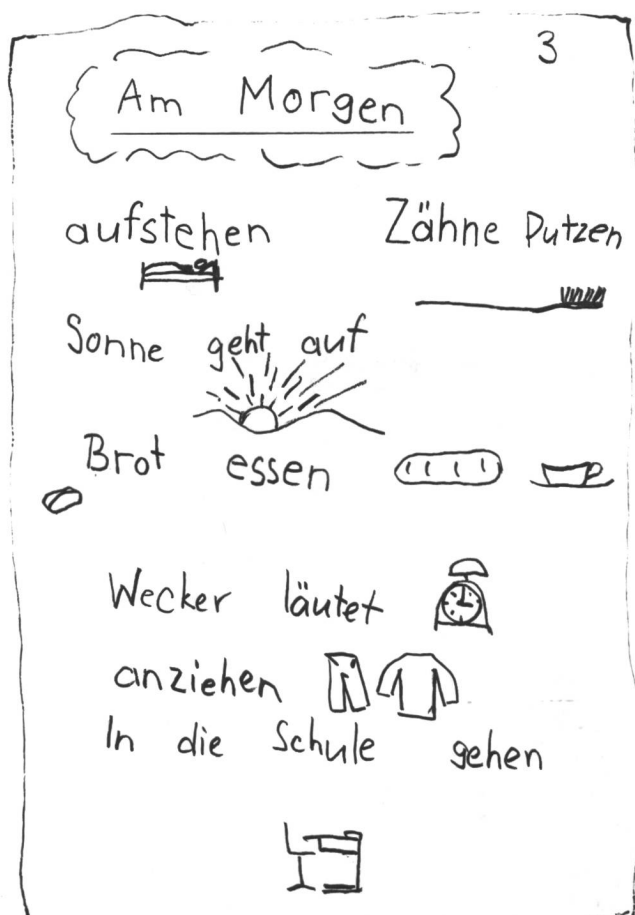 3
Am Morgen
aufstehen Zähne Putzen
Sonne geht auf
Brot essen
Wecker läutet
anziehen
In die Schule gehen